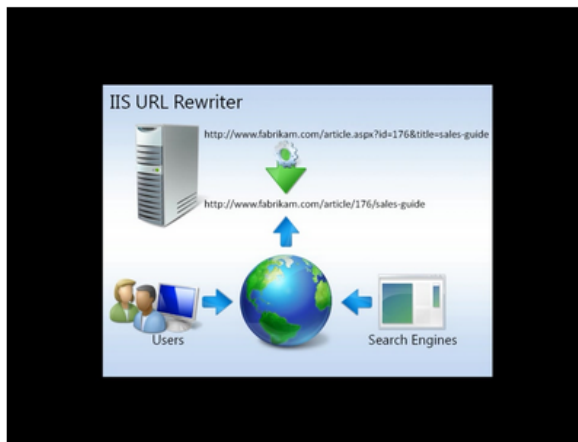 IIS URL Rewriter
http://www.fabrikam.com/article.aspx?id=176&title=sales-guide
http://www.fabrikam.com/article/176/sales-guide
Users
Search Engines